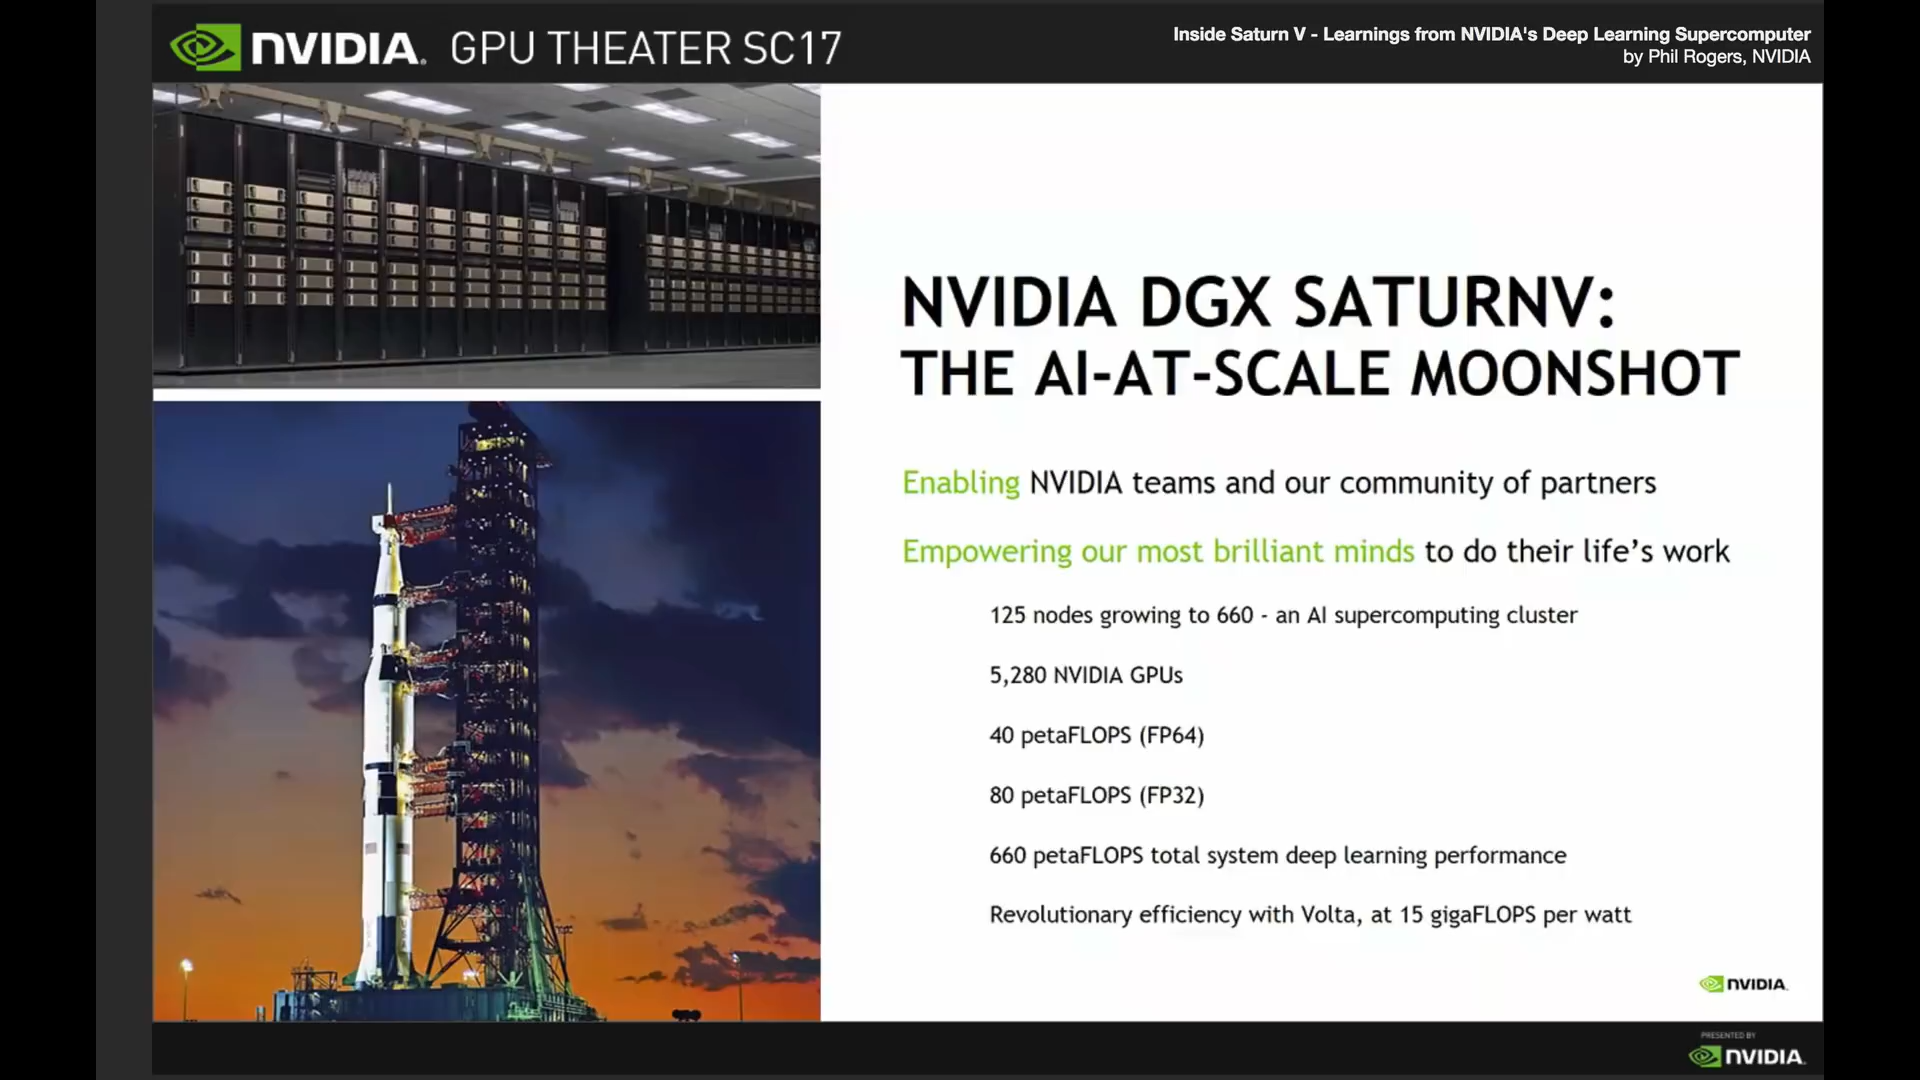 NVIDIA. GPU THEATER SC17
Inside Saturn V - Learnings from NVIDIA's Deep Learning Supercomputer
by Phil Rogers, NVIDIA
NVIDIA DGX SATURNV:
THE AI-AT-SCALE MOONSHOT
Enabling NVIDIA teams and our community of partners
Empowering our most brilliant minds to do their life’s work
125 nodes growing to 660 - an AI supercomputing cluster
5,280 NVIDIA GPUs
40 petaFLOPS (FP64)
80 petaFLOPS (FP32)
660 petaFLOPS total system deep learning performance
Revolutionary efficiency with Volta, at 15 gigaFLOPS per watt
NVIDIA.
PRESENTED BY
NVIDIA.